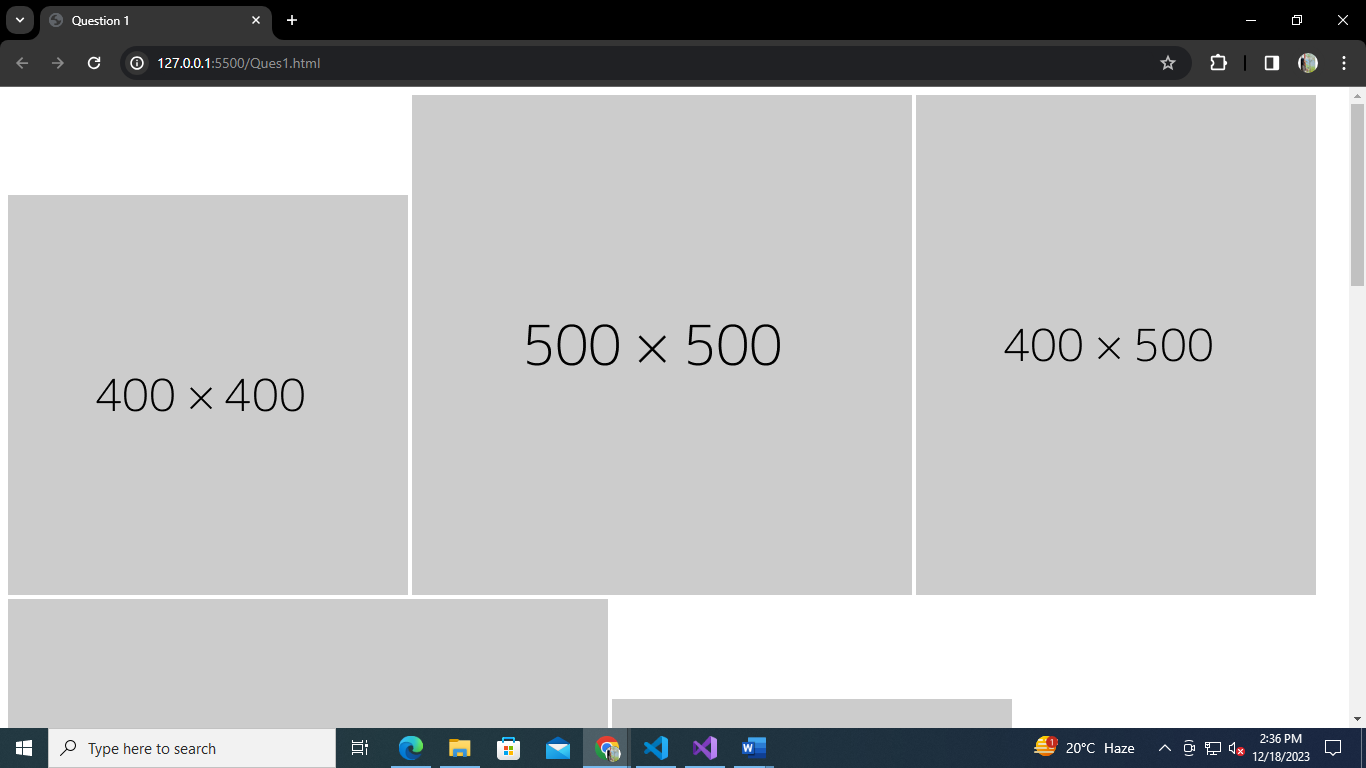 Question 1
127.0.0.1:5500/Ques1.html
500 × 500
400 × 500
400 × 400
Type here to search
1
20°C Haze
2:36 PM
12/18/2023